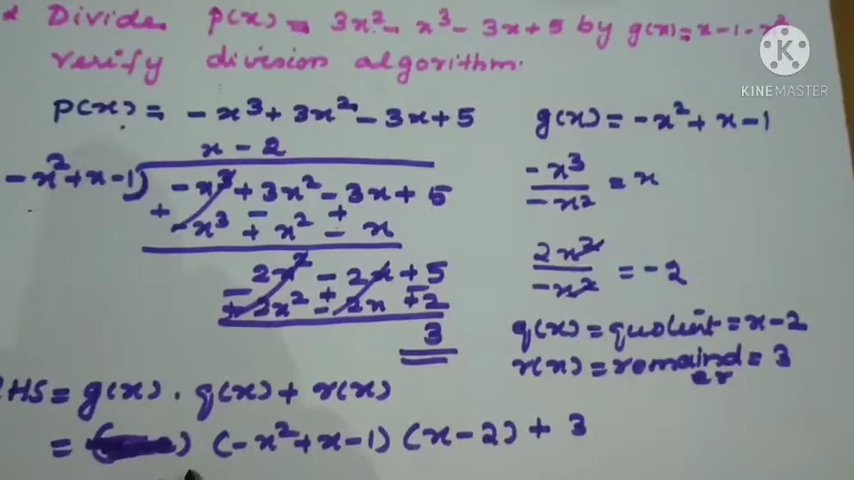 Divide p(x) = 3x² - x³ - 3x + 5 by g(x) = x - 1 - x²
verify division algorithm.
KINEMASTER
p(x) = -x³ + 3x² - 3x + 5
g(x) = -x² + x - 1
x - 2
-x² + x - 1) -x³ + 3x² - 3x + 5
-x³ + x² - x
+ - +
2x² - 2x + 5
2x² - 2x + 2
- + -
3
-x³/-x² = x
2x²/-x² = -2
q(x) = quotient = x - 2
r(x) = remainder = 3
HS = g(x) . q(x) + r(x)
= (-x² + x - 1) (x - 2) + 3